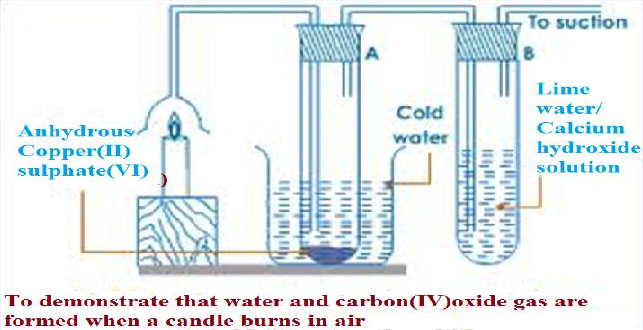 To suction
A
B
Lime
water/
Calcium
hydroxide
solution
Cold
water
Anhydrous
Copper(II)
sulphate(VI)
)
To demonstrate that water and carbon(IV)oxide gas are
formed when a candle burns in air